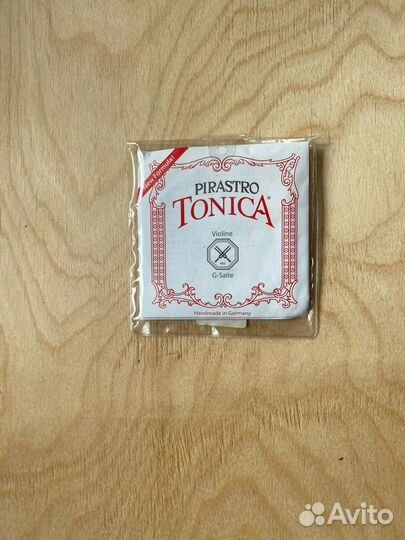 New Formula!
PIRASTRO
TONICA®
Violine
G-Saite
Handmade in Germany
Avito